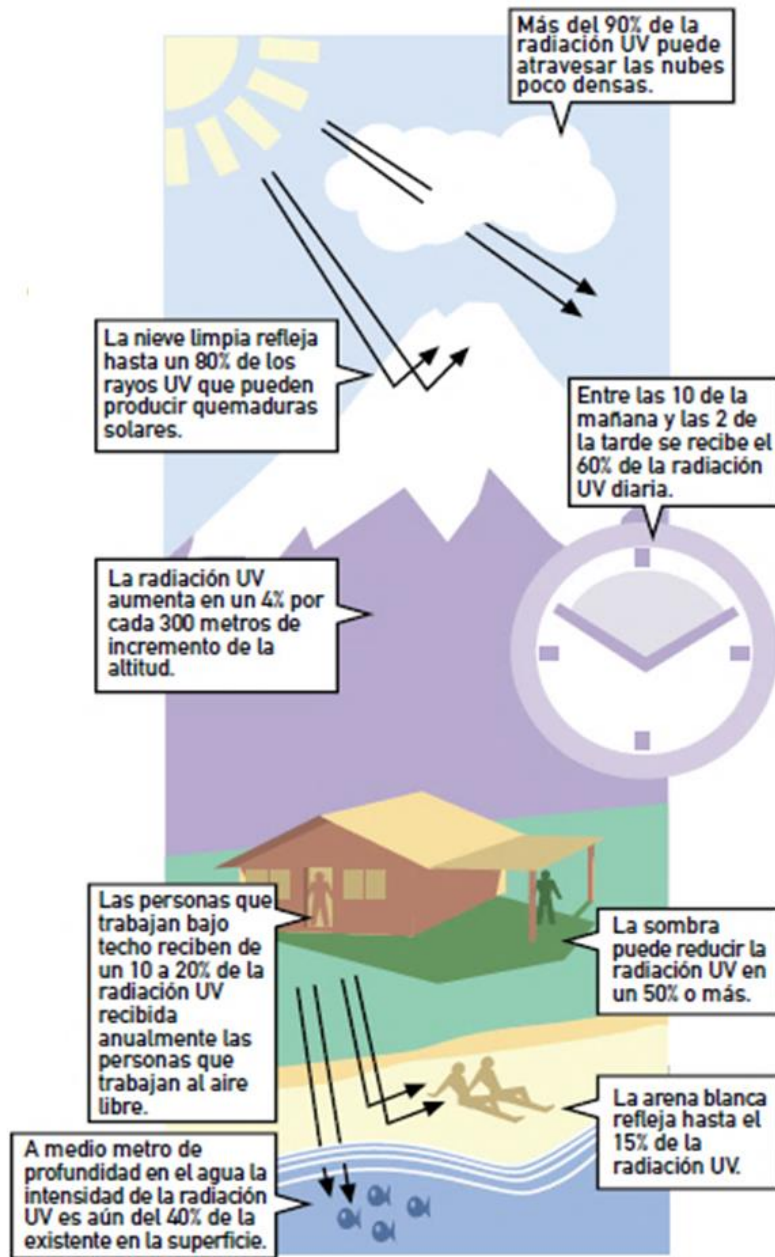 Más del 90% de la
radiación UV puede
atravesar las nubes
poco densas.
La nieve limpia refleja
hasta un 80% de los
rayos UV que pueden
producir quemaduras
solares.
Entre las 10 de la
mañana y las 2 de
la tarde se recibe el
60% de la radiación
UV diaria.
La radiación UV
aumenta en un 4% por
cada 300 metros de
incremento de la
altitud.
Las personas que
trabajan bajo
techo reciben de
un 10 a 20% de la
radiación UV
recibida
anualmente las
personas que
trabajan al aire
libre.
La sombra
puede reducir la
radiación UV en
un 50% o más.
La arena blanca
refleja hasta el
15% de la
radiación UV.
A medio metro de
profundidad en el agua la
intensidad de la radiación
UV es aún del 40% de la
existente en la superficie.